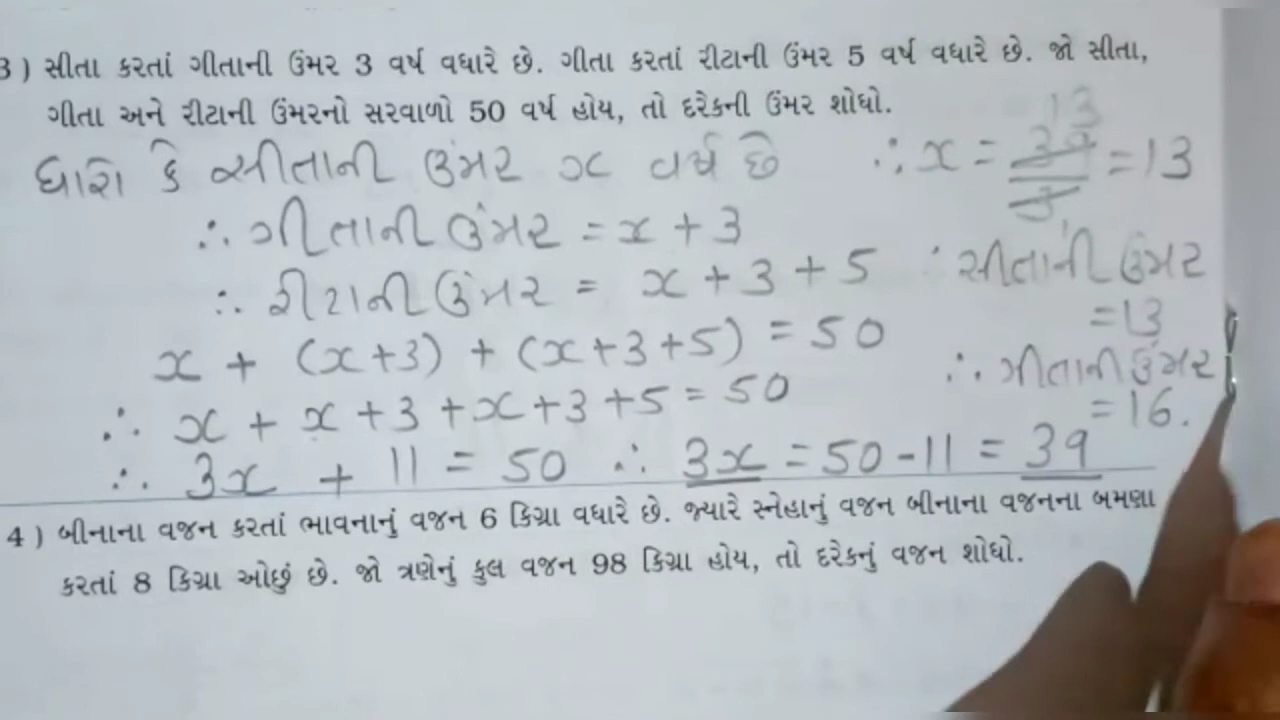 3 ) સીતા કરતાં ગીતાની ઉંમર 3 વર્ષ વધારે છે. ગીતા કરતાં રીટાની ઉંમર 5 વર્ષ વધારે છે. જો સીતા,
ગીતા અને રીટાની ઉંમરનો સરવાળો 50 વર્ષ હોય, તો દરેકની ઉંમર શોધો.
ધારો કે સીતાની ઉંમર x વર્ષ છે
∴ ગીતાની ઉંમર = x + 3
∴ રીટાની ઉંમર = x + 3 + 5
x + (x+3) + (x+3+5) = 50
∴ x + x + 3 + x + 3 + 5 = 50
∴ 3x + 11 = 50 ∴ 3x = 50 - 11 = 39
13
∴ x = 39/3 = 13
1
∴ સીતાની ઉંમર
= 13
∴ ગીતાની ઉંમર
= 16.
4 ) બીનાના વજન કરતાં ભાવનાનું વજન 6 કિગ્રા વધારે છે. જ્યારે સ્નેહાનું વજન બીનાના વજનના બમણા
કરતાં 8 કિગ્રા ઓછું છે. જો ત્રણેનું કુલ વજન 98 કિગ્રા હોય, તો દરેકનું વજન શોધો.